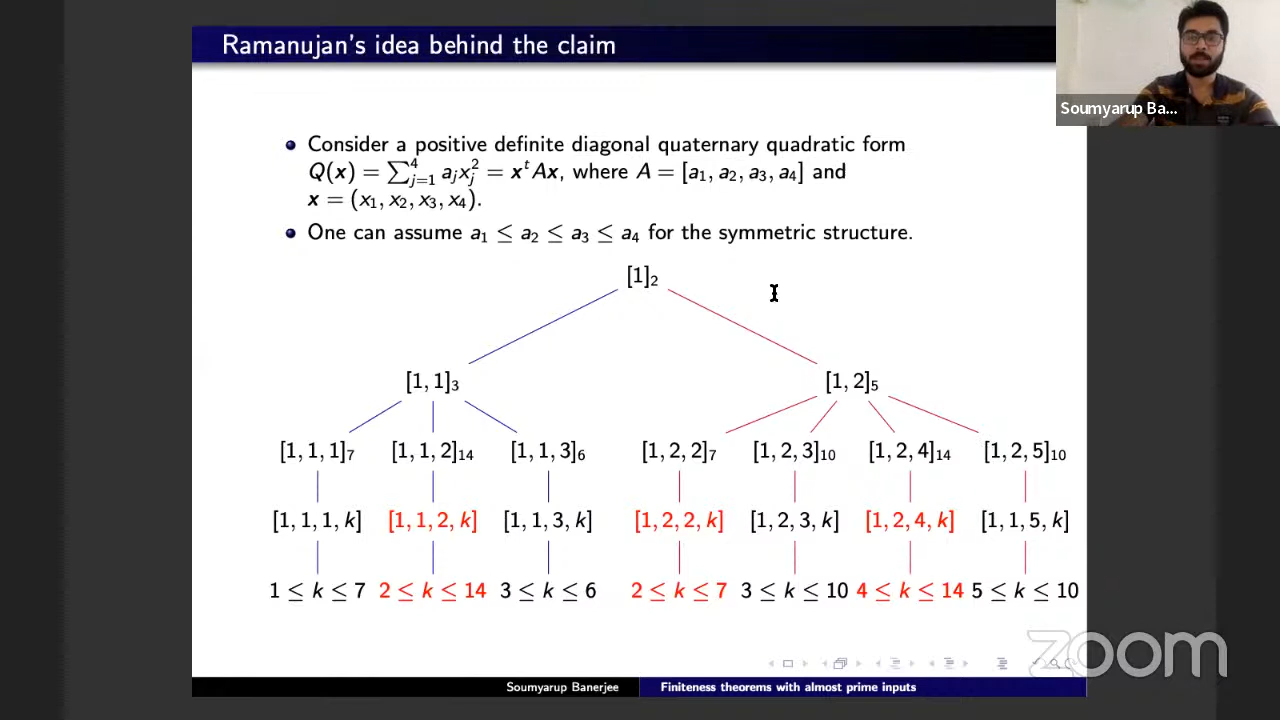 Ramanujan's idea behind the claim
Soumyarup Ba...
Consider a positive definite diagonal quaternary quadratic form
Q(x) = ∑⁴ⱼ₌₁ aⱼxⱼ² = xᵗAx, where A = [a₁, a₂, a₃, a₄] and
x = (x₁, x₂, x₃, x₄).
One can assume a₁ ≤ a₂ ≤ a₃ ≤ a₄ for the symmetric structure.
[1]₂
[1, 1]₃ [1, 2]₅
[1, 1, 1]₇ [1, 1, 2]₁₄ [1, 1, 3]₆ [1, 2, 2]₇ [1, 2, 3]₁₀ [1, 2, 4]₁₄ [1, 2, 5]₁₀
[1, 1, 1, k] [1, 1, 2, k] [1, 1, 3, k] [1, 2, 2, k] [1, 2, 3, k] [1, 2, 4, k] [1, 1, 5, k]
1 ≤ k ≤ 7 2 ≤ k ≤ 14 3 ≤ k ≤ 6 2 ≤ k ≤ 7 3 ≤ k ≤ 10 4 ≤ k ≤ 14 5 ≤ k ≤ 10
zoom
Soumyarup Banerjee Finiteness theorems with almost prime inputs